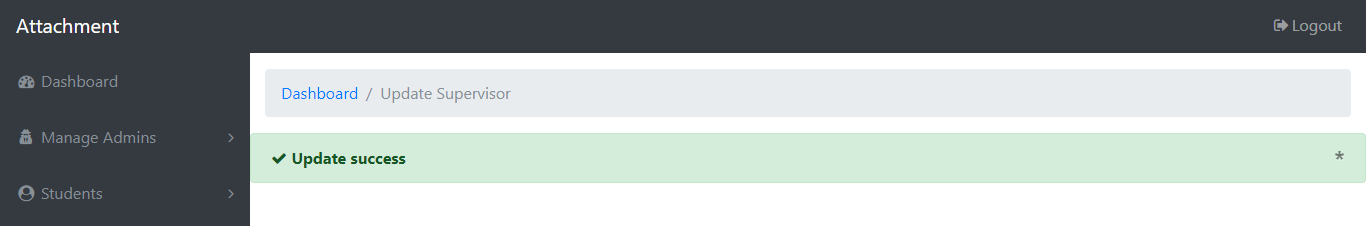 Attachment
Logout
Dashboard
Dashboard / Update Supervisor
Manage Admins
✔ Update success *
Students